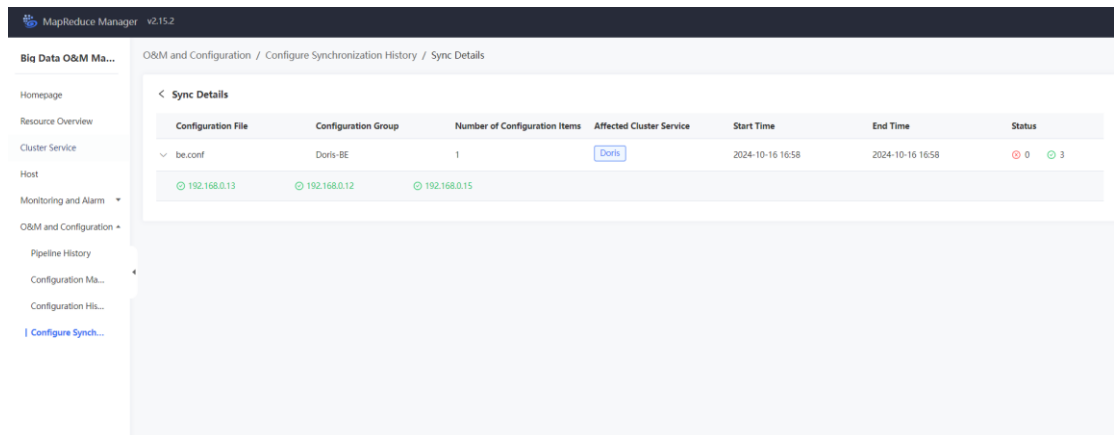 MapReduce Manager v2.15.2
Big Data O&M Ma...
Homepage
Resource Overview
Cluster Service
Host
Monitoring and Alarm
O&M and Configuration
Pipeline History
Configuration Ma...
Configuration His...
Configure Synch...
O&M and Configuration / Configure Synchronization History / Sync Details
Sync Details
Configuration File Configuration Group Number of Configuration Items Affected Cluster Service Start Time End Time Status
be.conf Doris-BE 1 Doris 2024-10-16 16:58 2024-10-16 16:58 0 3
192.168.0.13 192.168.0.12 192.168.0.15